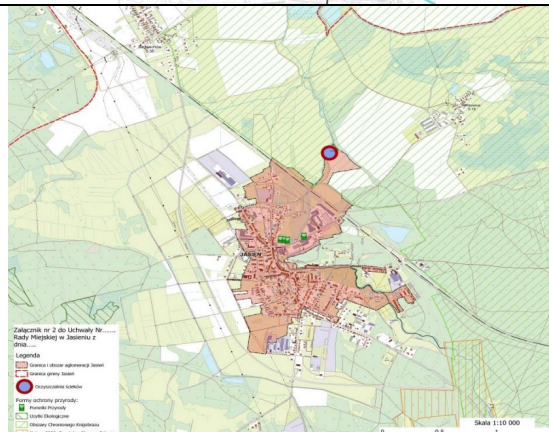 JASIEŃ
Załącznik nr 2 do Uchwały Nr......
Rady Miejskiej w Jasieniu z
dnia.....
Legenda
Granica i obszar aglomeracji Jasień
Granica gminy Jasień
Oczyszczalnia ścieków
Formy ochrony przyrody:
Pomniki Przyrody
Użytki Ekologiczne
Obszary Chronionego Krajobrazu
Skala 1:10 000
0 0,5 1